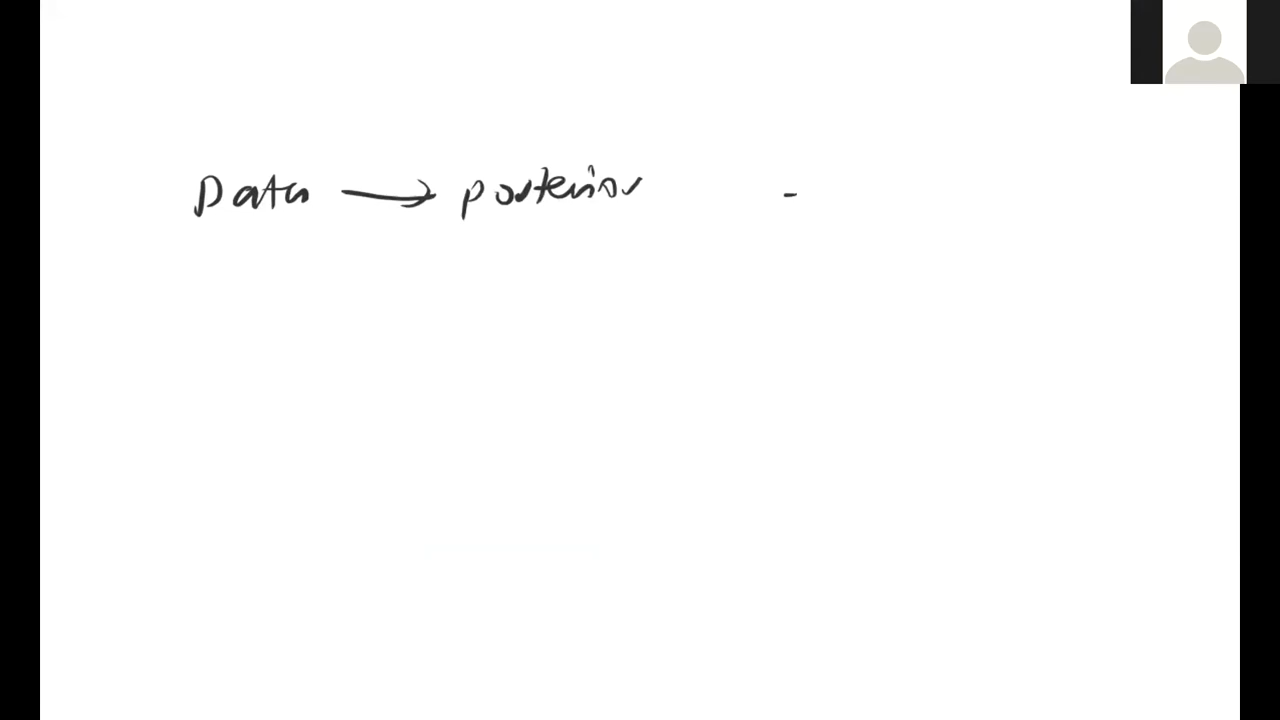 Data → posterior -